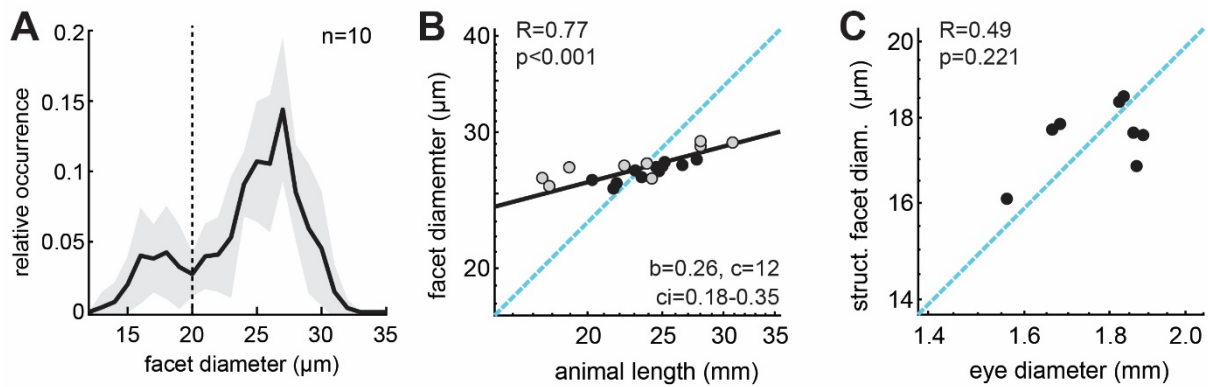 A
n=10
relative occurrence
0.2
0.15
0.1
0.05
0
15 20 25 30 35
facet diameter (µm)
B
R=0.77
p<0.001
facet diamenter (µm)
40
30
20
b=0.26, c=12
ci=0.18-0.35
20 25 30 35
animal length (mm)
C
R=0.49
p=0.221
struct. facet diam. (µm)
20
18
16
14
1.4 1.6 1.8 2.0
eye diameter (mm)